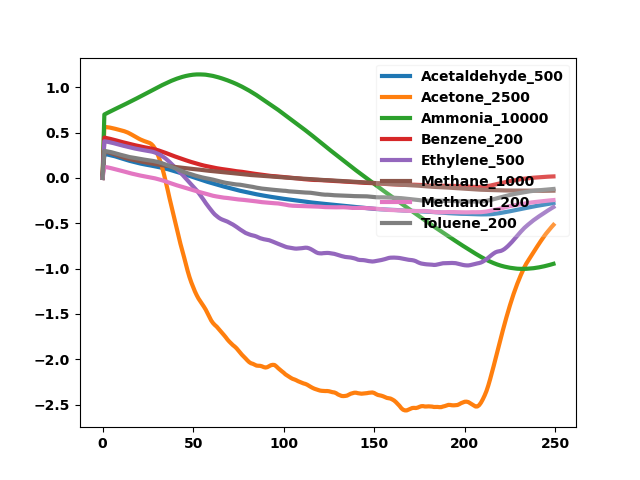 1.0
0.5
0.0
−0.5
−1.0
−1.5
−2.0
−2.5
0 50 100 150 200 250
Acetaldehyde_500
Acetone_2500
Ammonia_10000
Benzene_200
Ethylene_500
Methane_1000
Methanol_200
Toluene_200